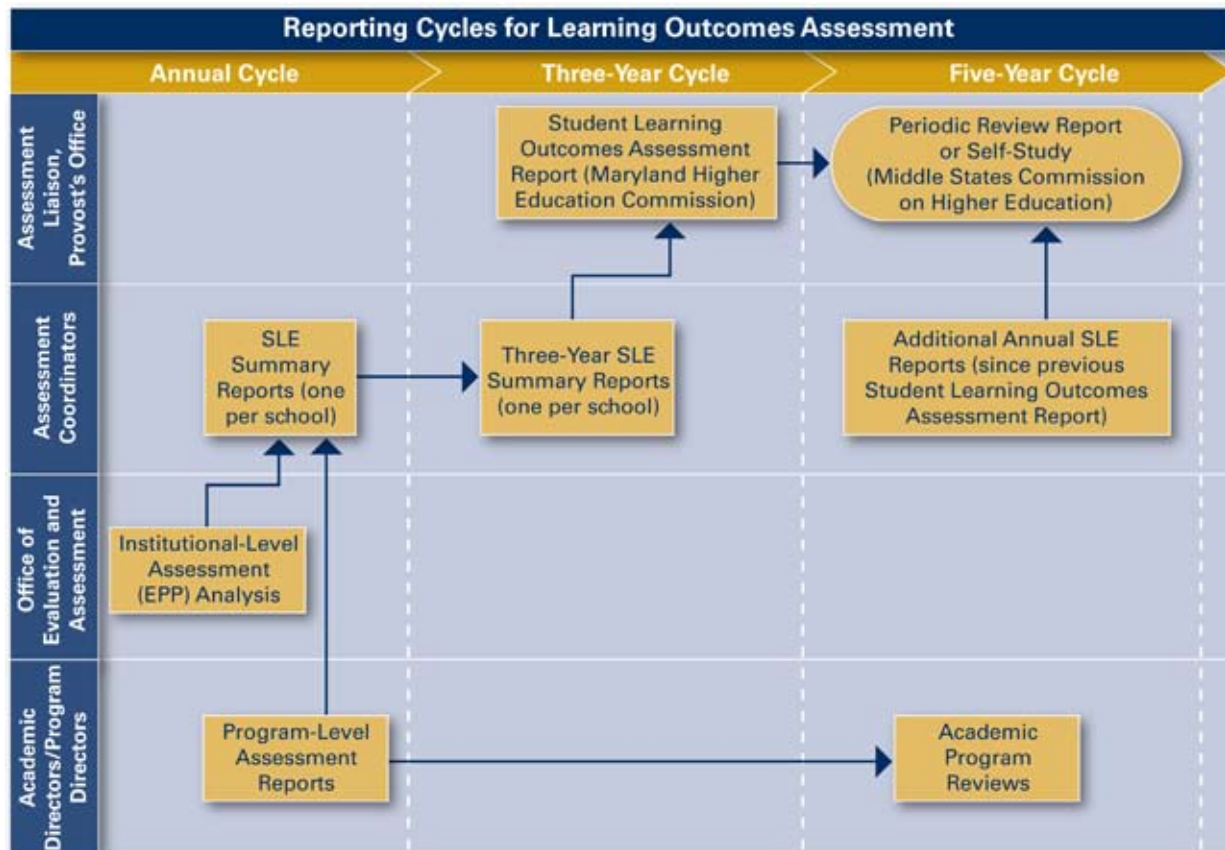 Reporting Cycles for Learning Outcomes Assessment
Annual Cycle
Three-Year Cycle
Five-Year Cycle
Assessment
Liaison,
Provost's Office
Student Learning
Outcomes Assessment
Report (Maryland Higher
Education Commission)
Periodic Review Report
or Self-Study
(Middle States Commission
on Higher Education)
Assessment
Coordinators
SLE
Summary
Reports (one
per school)
Three-Year SLE
Summary Reports
(one per school)
Additional Annual SLE
Reports (since previous
Student Learning Outcomes
Assessment Report)
Office of
Evaluation and
Assessment
Institutional-Level
Assessment
(EPP) Analysis
Academic
Directors/Program
Directors
Program-Level
Assessment
Reports
Academic
Program
Reviews